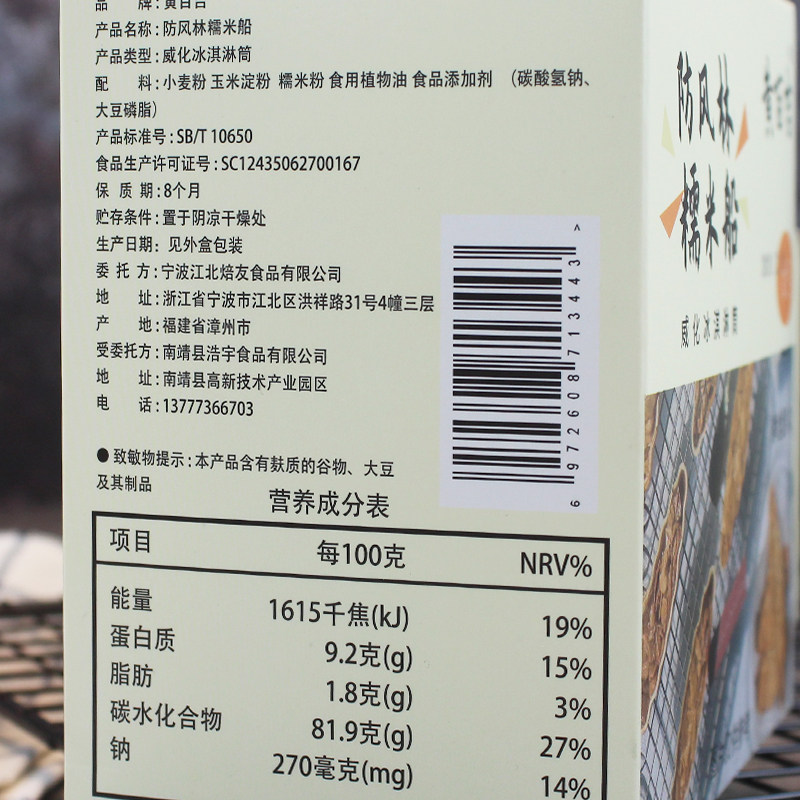 品 牌:黄百合
产品名称:防风林糯米船
产品类型:威化冰淇淋筒
配 料:小麦粉 玉米淀粉 糯米粉 食用植物油 食品添加剂 （碳酸氢钠、
大豆磷脂）
产品标准号:SB/T 10650
食品生产许可证号:SC12435062700167
保 质 期:8个月
贮存条件:置于阴凉干燥处
生产日期: 见外盒包装
委 托 方:宁波江北焙友食品有限公司
地 址:浙江省宁波市江北区洪祥路31号4幢三层
产 地:福建省漳州市
受委托方:南靖县浩宇食品有限公司
地 址:南靖县高新技术产业园区
电 话:13777366703
●致敏物提示:本产品含有麸质的谷物、大豆
及其制品
6 972608 713443 >
营养成分表
项目 每100克 NRV%
能量 1615千焦(kJ) 19%
蛋白质 9.2克(g) 15%
脂肪 1.8克(g) 3%
碳水化合物 81.9克(g) 27%
钠 270毫克(mg) 14%
防风林
糯米船
威化冰淇淋筒